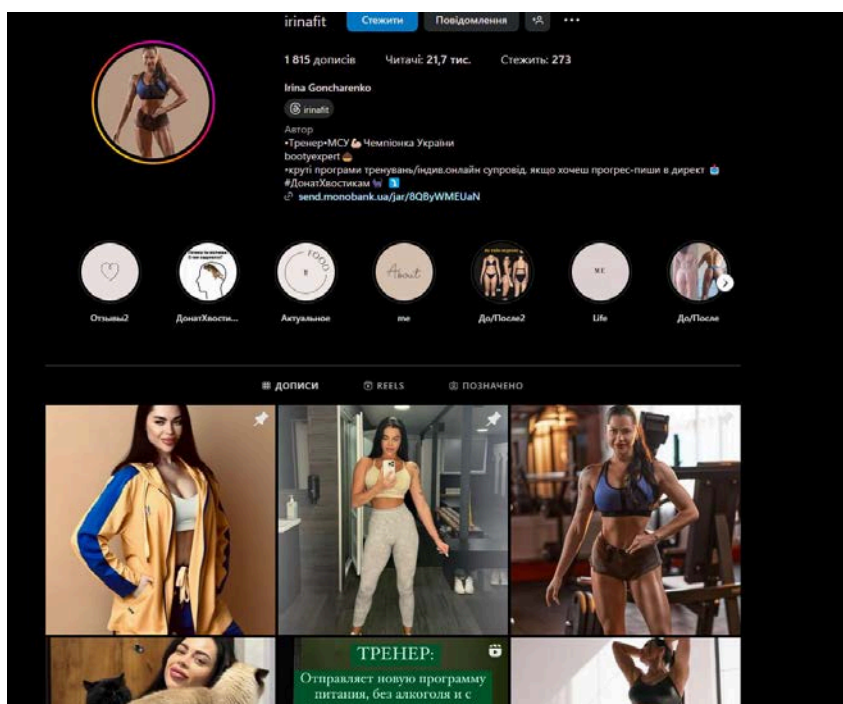 irinafit Стежити Повідомлення
1 815 дописів Читачі: 21,7 тис. Стежить: 273
Irina Goncharenko
irinafit
Автор
•Тренер•МСУ Чемпіонка України
bootyexpert
•круті програми тренувань/індив.онлайн супровід. якщо хочеш прогрес-пиши в директ
#ДонатХвостикам
send.monobank.ua/jar/8QByWMEUaN
FOOD
About
ME
Отзывы2 ДонатХвости... Актуальное me До/После2 Life До/После
ДОПИСИ REELS ПОЗНАЧЕНО
ТРЕНЕР:
Отправляет новую программу
питания, без алкоголя и с